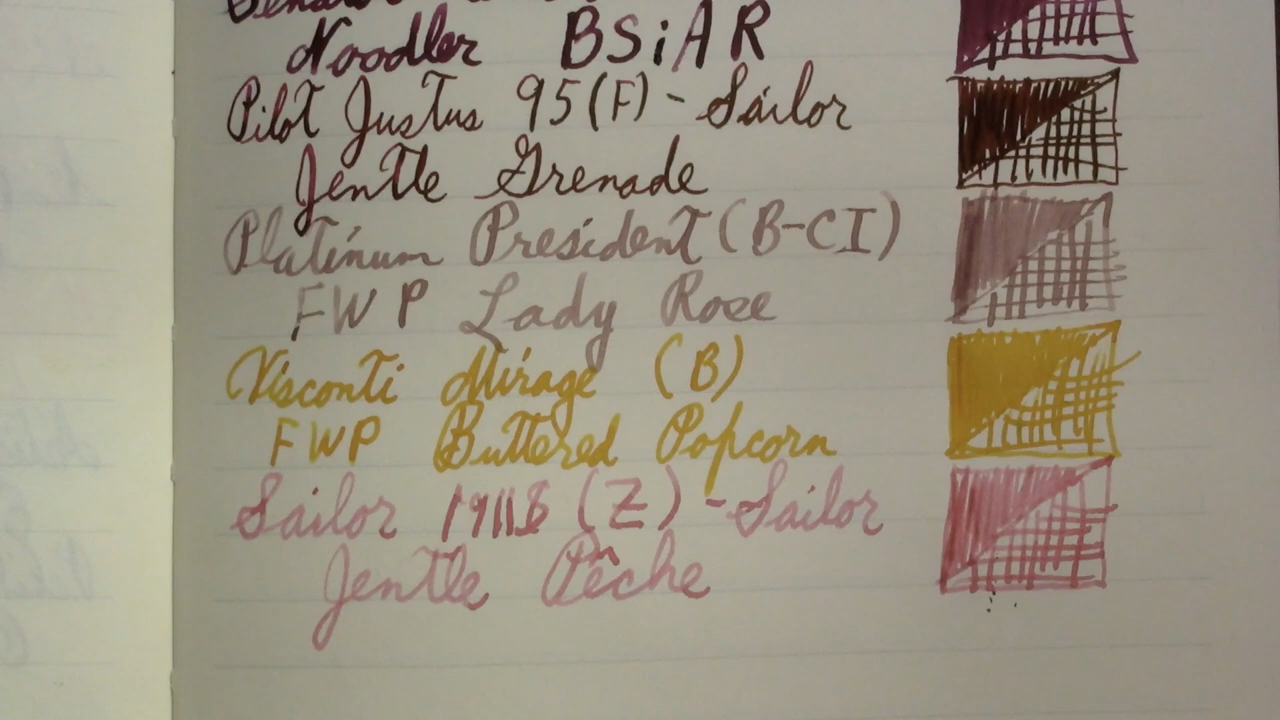 Noodler BSiAR
Pilot Justus 95(F) - Sailor
Jentle Grenade
Platinum President (B-CI)
FWP Lady Rose
Visconti Mirage (B)
FWP Buttered Popcorn
Sailor 1911S (Z) - Sailor
Jentle Pêche